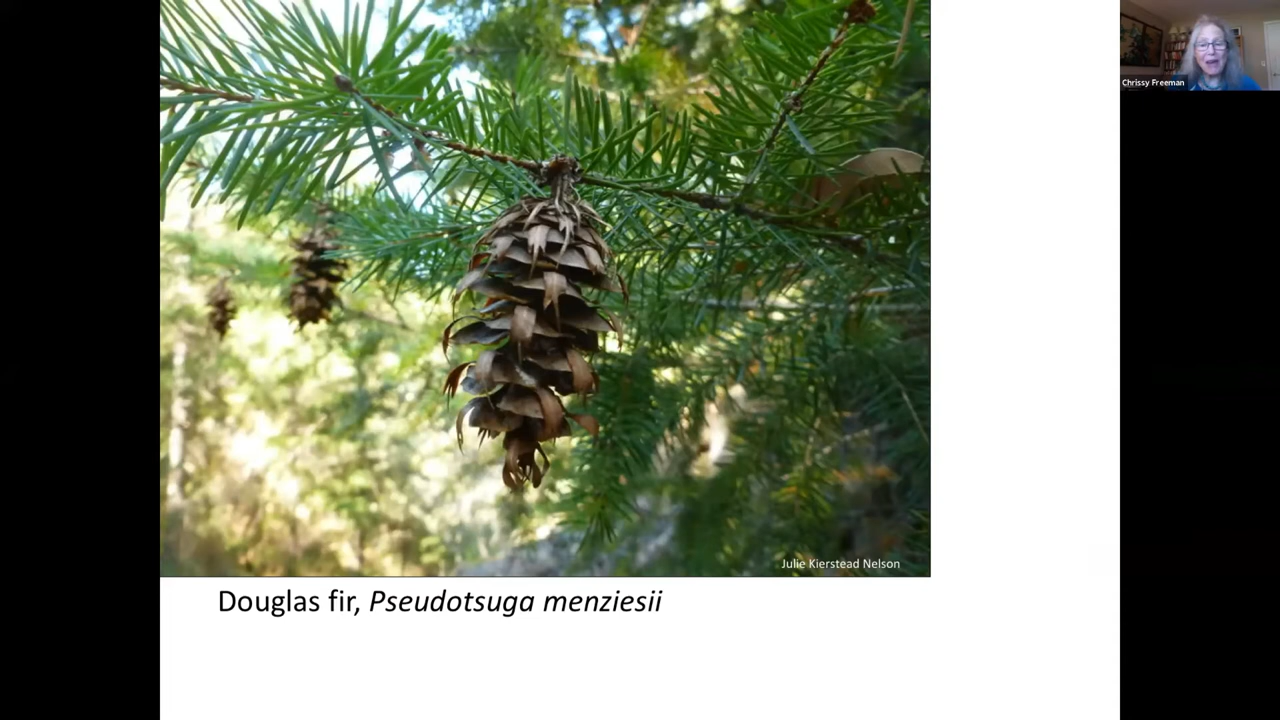 Chrissy Freeman
Julie Kierstead Nelson
Douglas fir, Pseudotsuga menziesii